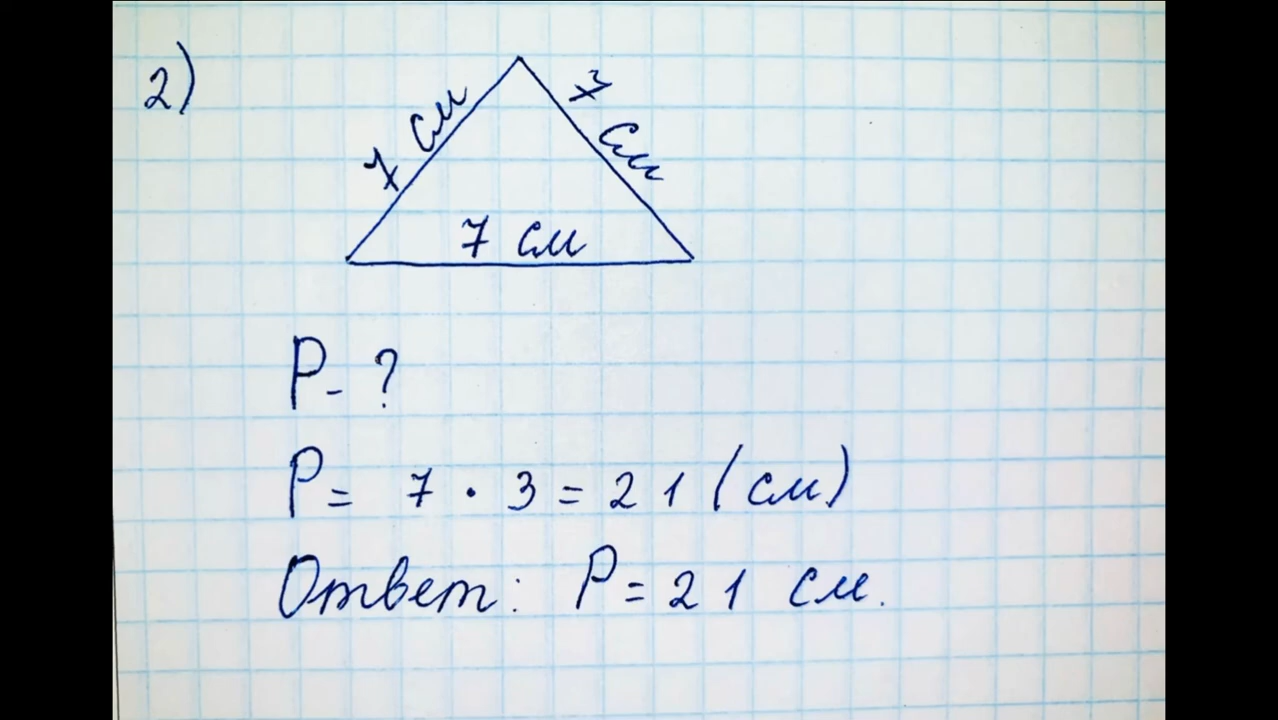 2)
7 см
7 см
7 см
P - ?
P = 7 · 3 = 21 (см)
Ответ: P = 21 см.